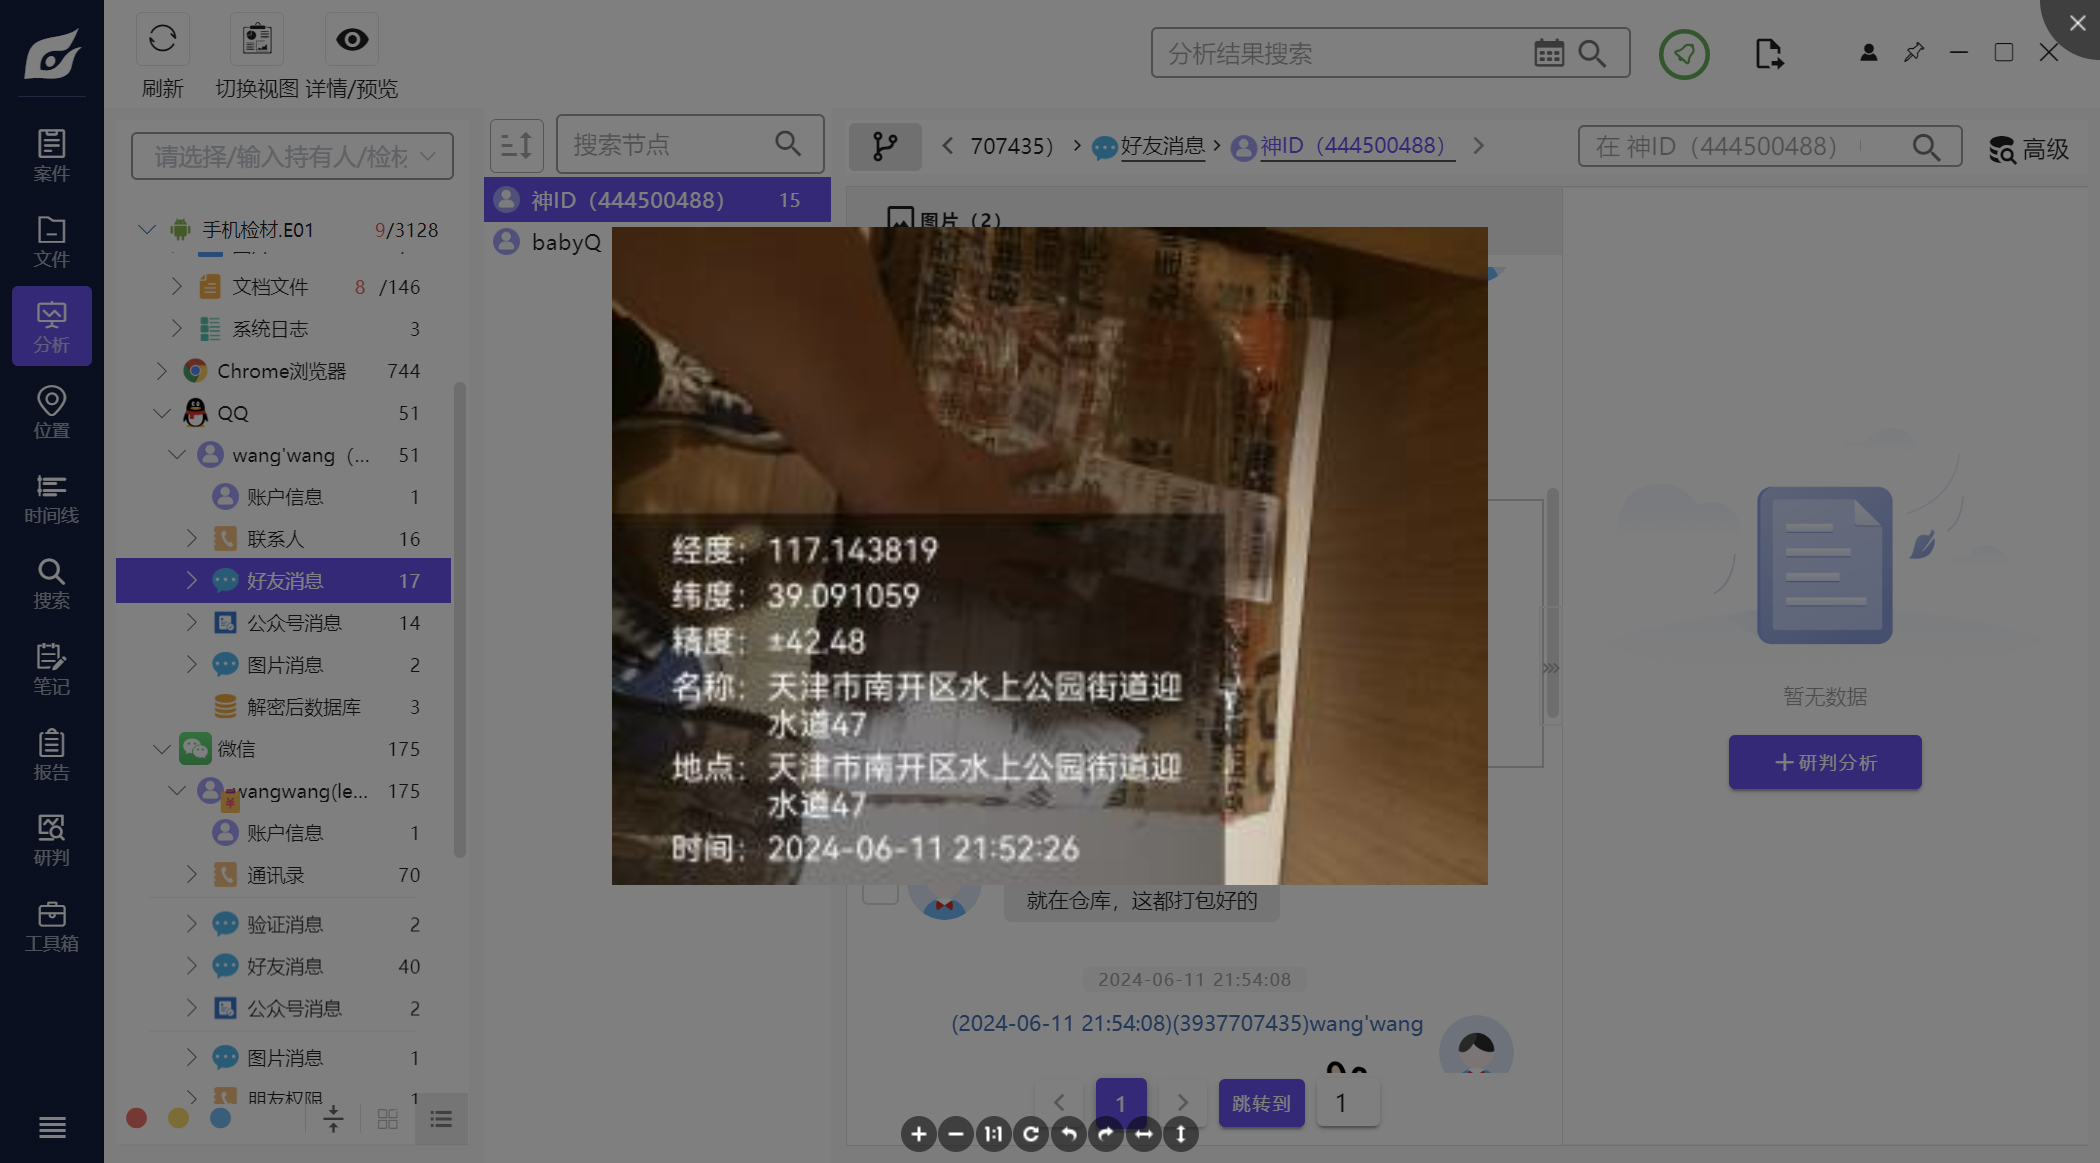 刷新
切换视图
详情/预览
分析结果搜索
案件
文件
分析
位置
时间线
搜索
笔记
报告
研判
工具箱
请选择/输入持有人/检材
手机检材.E01 9/3128
文档文件 8 /146
系统日志 3
Chrome浏览器 744
QQ 51
wang'wang（... 51
账户信息 1
联系人 16
好友消息 17
公众号消息 14
图片消息 2
解密后数据库 3
微信 175
wangwang(le... 175
账户信息 1
通讯录 70
验证消息 2
好友消息 40
公众号消息 2
图片消息 1
朋友权限 1
搜索节点
神ID（444500488） 15
babyQ
707435）
好友消息
神ID（444500488）
在 神ID（444500488）
高级
图片（2）
经度：117.143819
纬度：39.091059
精度：±42.48
名称：天津市南开区水上公园街道迎
水道47
地点：天津市南开区水上公园街道迎
水道47
时间：2024-06-11 21:52:26
就在仓库，这都打包好的
2024-06-11 21:54:08
(2024-06-11 21:54:08)(3937707435)wang'wang
1
跳转到
1
1:1
暂无数据
+研判分析